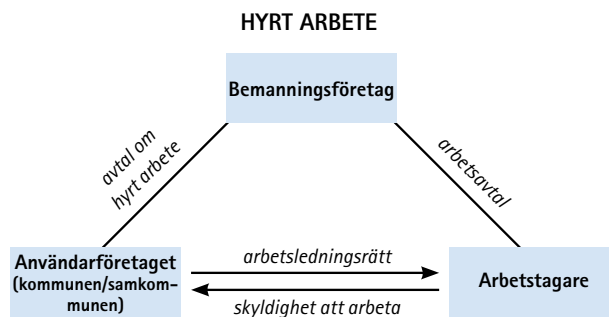 HYRT ARBETE
Bemanningsföretag
avtal om
hyrt arbete
arbetsavtal
Användarföretaget
(kommunen/samkom-
munen)
arbetsledningsrätt
skyldighet att arbeta
Arbetstagare